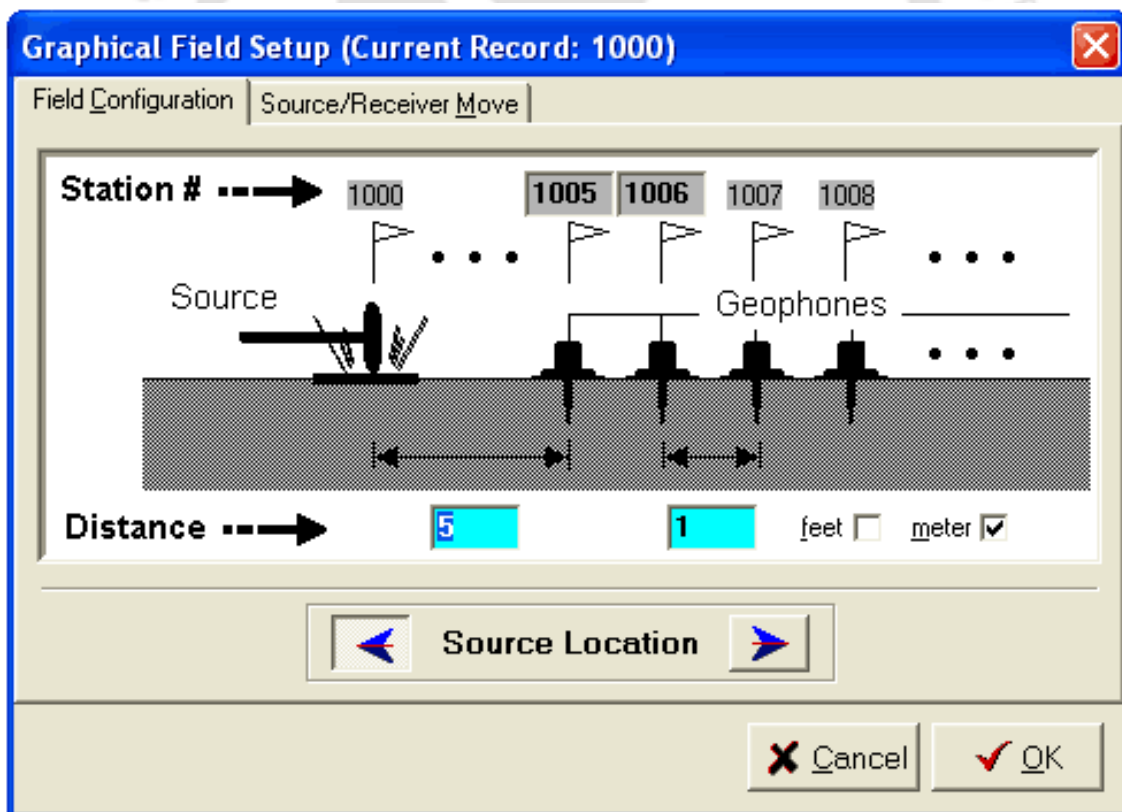 Graphical Field Setup (Current Record: 1000)
Field Configuration Source/Receiver Move
Station # 1000 1005 1006 1007 1008
Source
Geophones
Distance 5 1 feet meter
Source Location
Cancel OK